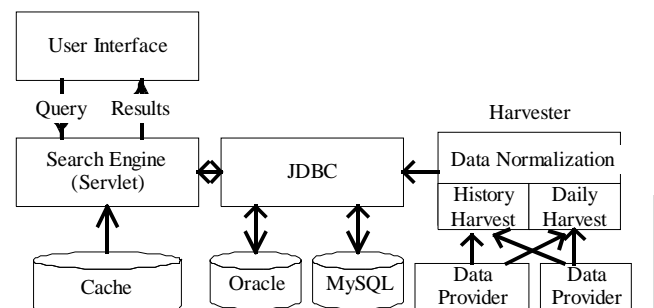 User Interface
Query Results
Harvester
Search Engine
(Servlet)
JDBC
Data Normalization
History
Harvest
Daily
Harvest
Cache
Oracle
MySQL
Data
Provider
Data
Provider